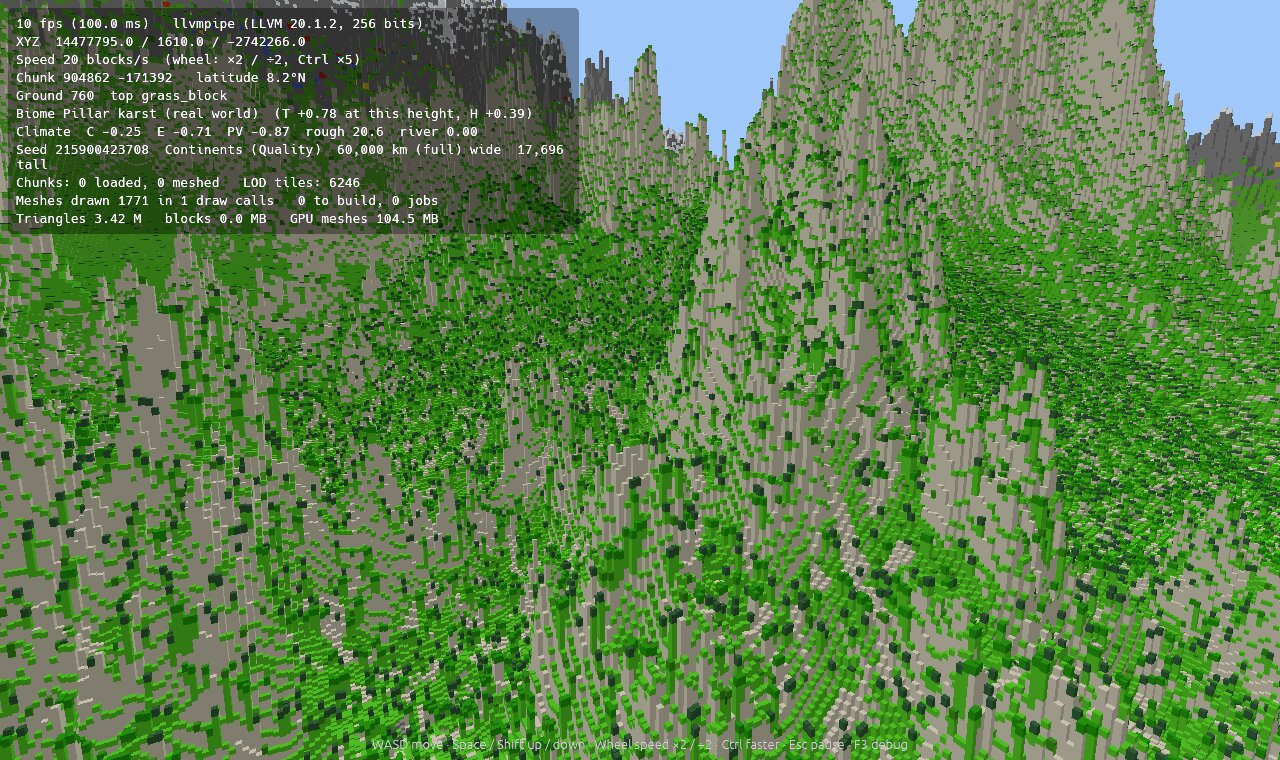 10 fps (100.0 ms)   llvmpipe (LLVM 20.1.2, 256 bits)
XYZ  14477795.0 / 1610.0 / −2742266.0
Speed 20 blocks/s  (wheel: ×2 / ÷2, Ctrl ×5)
Chunk 904862 −171392   latitude 8.2°N
Ground 760  top grass_block
Biome Pillar karst (real world)  (T +0.78 at this height, H +0.39)
Climate  C −0.25  E −0.71  PV −0.87  rough 20.6  river 0.00
Seed 215900423708  Continents (Quality)  60,000 km (full) wide  17,696
tall
Chunks: 0 loaded, 0 meshed   LOD tiles: 6246
Meshes drawn 1771 in 1 draw calls   0 to build, 0 jobs
Triangles 3.42 M   blocks 0.0 MB   GPU meshes 104.5 MB
WASD move · Space / Shift up / down · Wheel speed ×2 / ÷2 · Ctrl faster · Esc pause · F3 debug